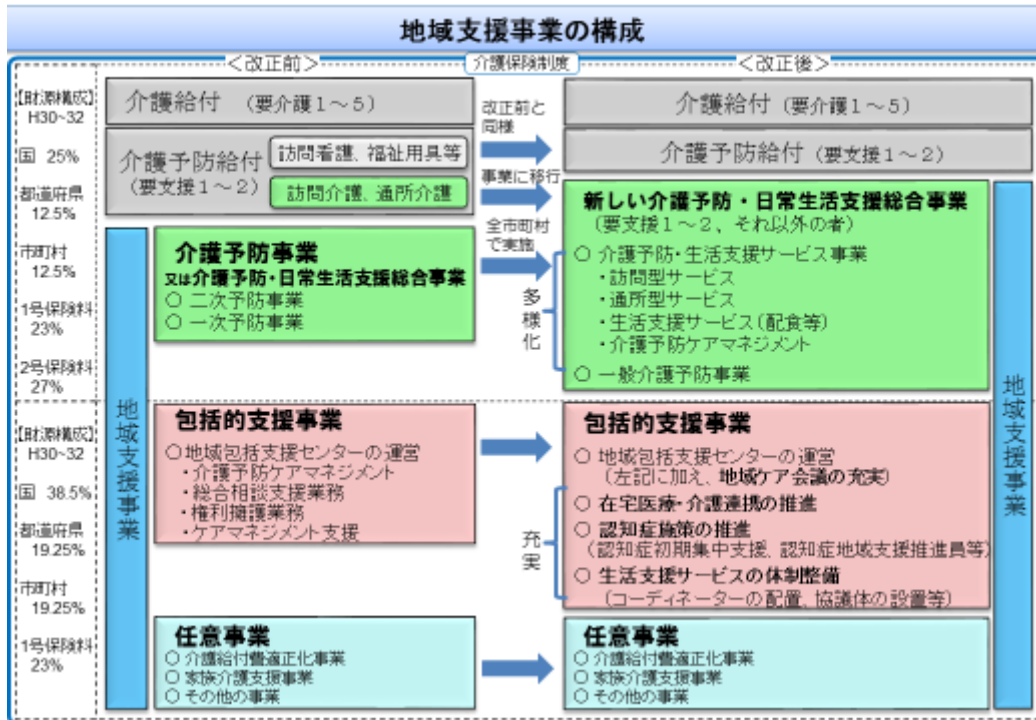 地域支援事業の構成
<改正前>
介護保険制度
<改正後>
【財源構成】
H30~32
国 25%
都道府県
12.5%
市町村
12.5%
1号保険料
23%
2号保険料
27%
【財源構成】
H30~32
国 38.5%
都道府県
19.25%
市町村
19.25%
1号保険料
23%
介護給付 (要介護1~5)
介護予防給付
(要支援1~2)
訪問看護、福祉用具等
訪問介護、通所介護
地域支援事業
介護予防事業
又は介護予防・日常生活支援総合事業
○ 二次予防事業
○ 一次予防事業
包括的支援事業
○地域包括支援センターの運営
・介護予防ケアマネジメント
・総合相談支援業務
・権利擁護業務
・ケアマネジメント支援
任意事業
○ 介護給付費適正化事業
○ 家族介護支援事業
○ その他の事業
改正前と
同様
事業に移行
全市町村
で実施
多様化
充実
介護給付 (要介護1~5)
介護予防給付 (要支援1~2)
新しい介護予防・日常生活支援総合事業
(要支援1~2、それ以外の者)
○ 介護予防・生活支援サービス事業
・訪問型サービス
・通所型サービス
・生活支援サービス(配食等)
・介護予防ケアマネジメント
○ 一般介護予防事業
包括的支援事業
○ 地域包括支援センターの運営
(左記に加え、地域ケア会議の充実)
○ 在宅医療・介護連携の推進
○ 認知症施策の推進
(認知症初期集中支援、認知症地域支援推進員等)
○ 生活支援サービスの体制整備
(コーディネーターの配置、協議体の設置等)
任意事業
○ 介護給付費適正化事業
○ 家族介護支援事業
○ その他の事業
地域支援事業